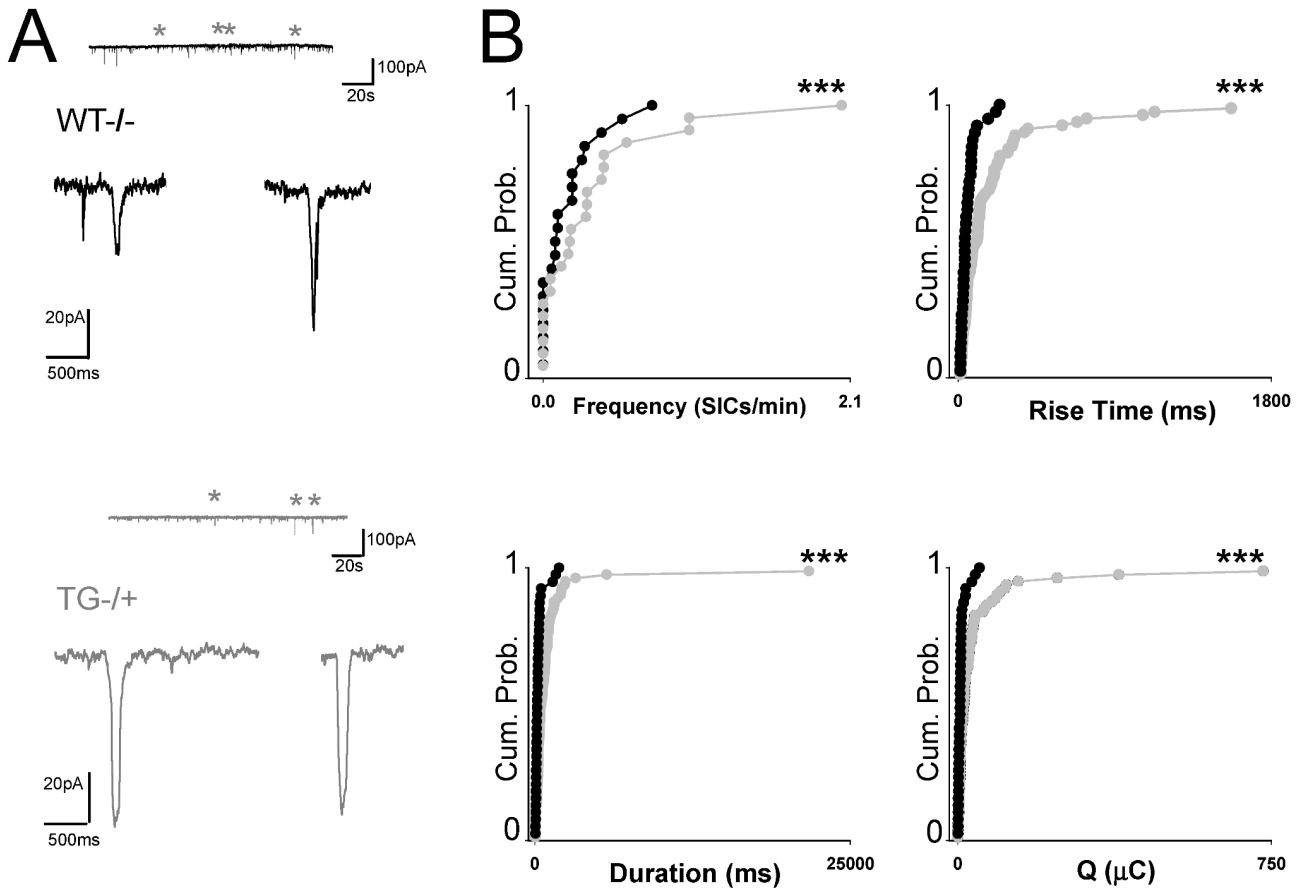 A
* ** *
100pA
20s
WT-/-
20pA
500ms
* * *
100pA
20s
TG-/+
20pA
500ms
B
1
***
Cum. Prob.
0
0.0 Frequency (SICs/min) 2.1
1
***
Cum. Prob.
0
0 Rise Time (ms) 1800
1
***
Cum. Prob.
0
0 Duration (ms) 25000
1
***
Cum. Prob.
0
0 Q (μC) 750